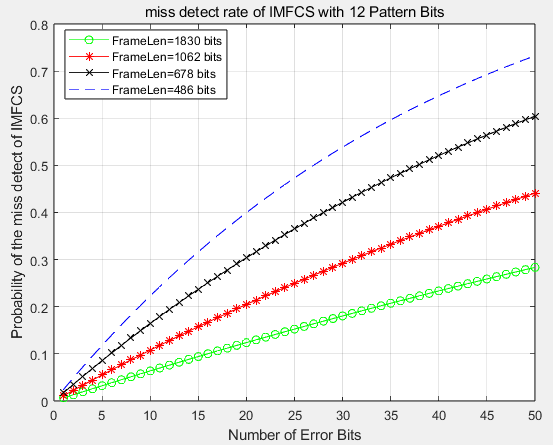 miss detect rate of IMFCS with 12 Pattern Bits
FrameLen=1830 bits
FrameLen=1062 bits
FrameLen=678 bits
FrameLen=486 bits
Probability of the miss detect of IMFCS
0.8
0.7
0.6
0.5
0.4
0.3
0.2
0.1
0
0 5 10 15 20 25 30 35 40 45 50
Number of Error Bits